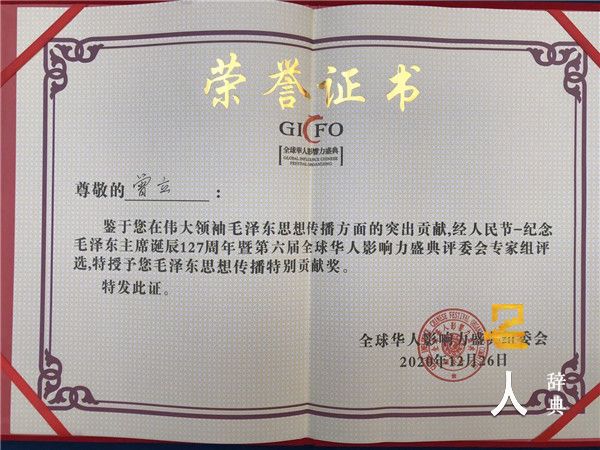 荣誉证书
GICFO
全球华人影响力盛典
GLOBAL INFLUENCE CHINESE
FESTIVAL ORGANIZING
尊敬的 曾立 ：
鉴于您在伟大领袖毛泽东思想传播方面的突出贡献,经人民节-纪念
毛泽东主席诞辰127周年暨第六届全球华人影响力盛典评委会专家组评
选,特授予您毛泽东思想传播特别贡献奖。
特发此证。
全球华人影响力盛 委会
2020年12月26日
人 辞典